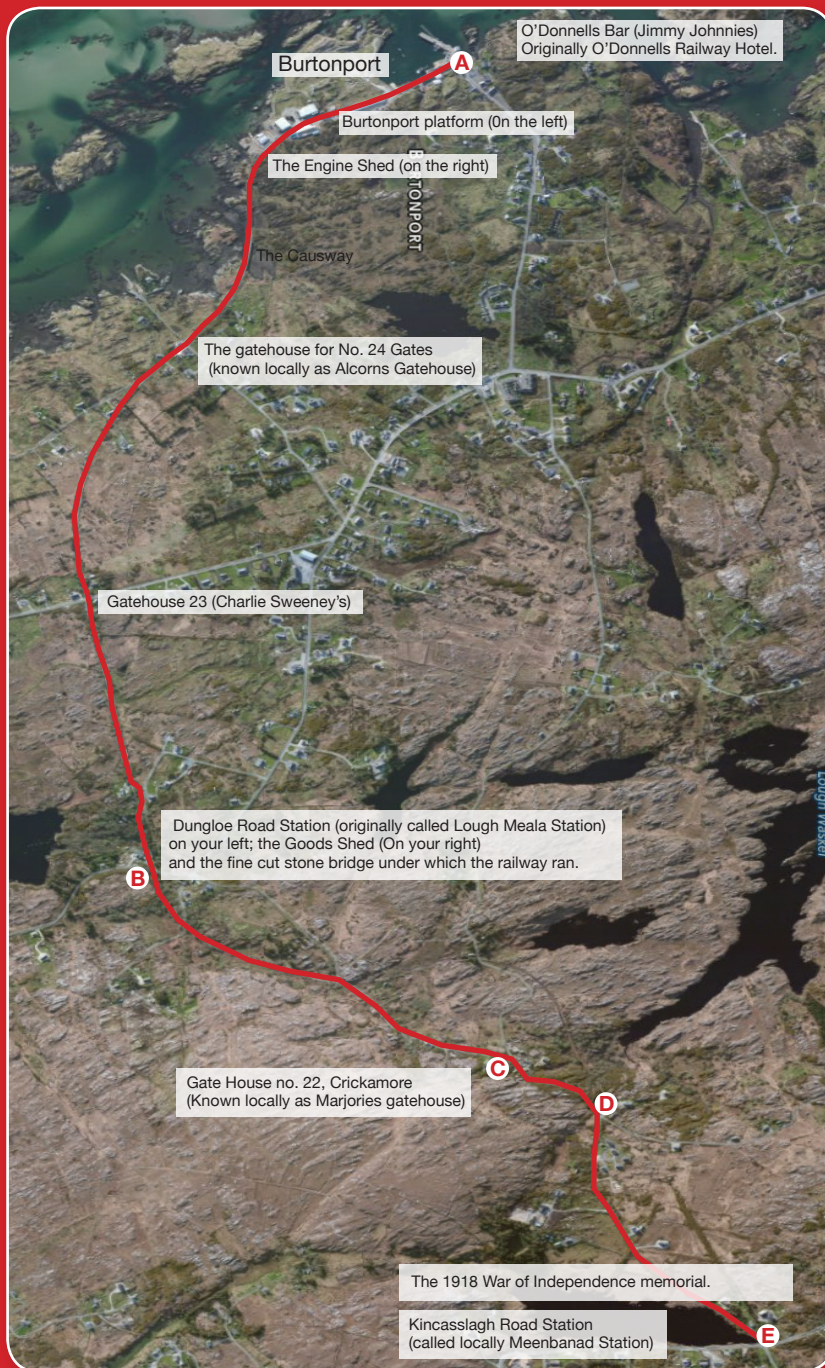 O'Donnells Bar (Jimmy Johnnies)
Originally O'Donnells Railway Hotel.
Burtonport
A
Burtonport platform (0n the left)
The Engine Shed (on the right)
BURTONPORT
The Causway
The gatehouse for No. 24 Gates
(known locally as Alcorns Gatehouse)
Gatehouse 23 (Charlie Sweeney's)
Lough Waskel
Dungloe Road Station (originally called Lough Meala Station)
on your left; the Goods Shed (On your right)
and the fine cut stone bridge under which the railway ran.
B
C
Gate House no. 22, Crickamore
(Known locally as Marjories gatehouse)
D
The 1918 War of Independence memorial.
Kincasslagh Road Station
(called locally Meenbanad Station)
E